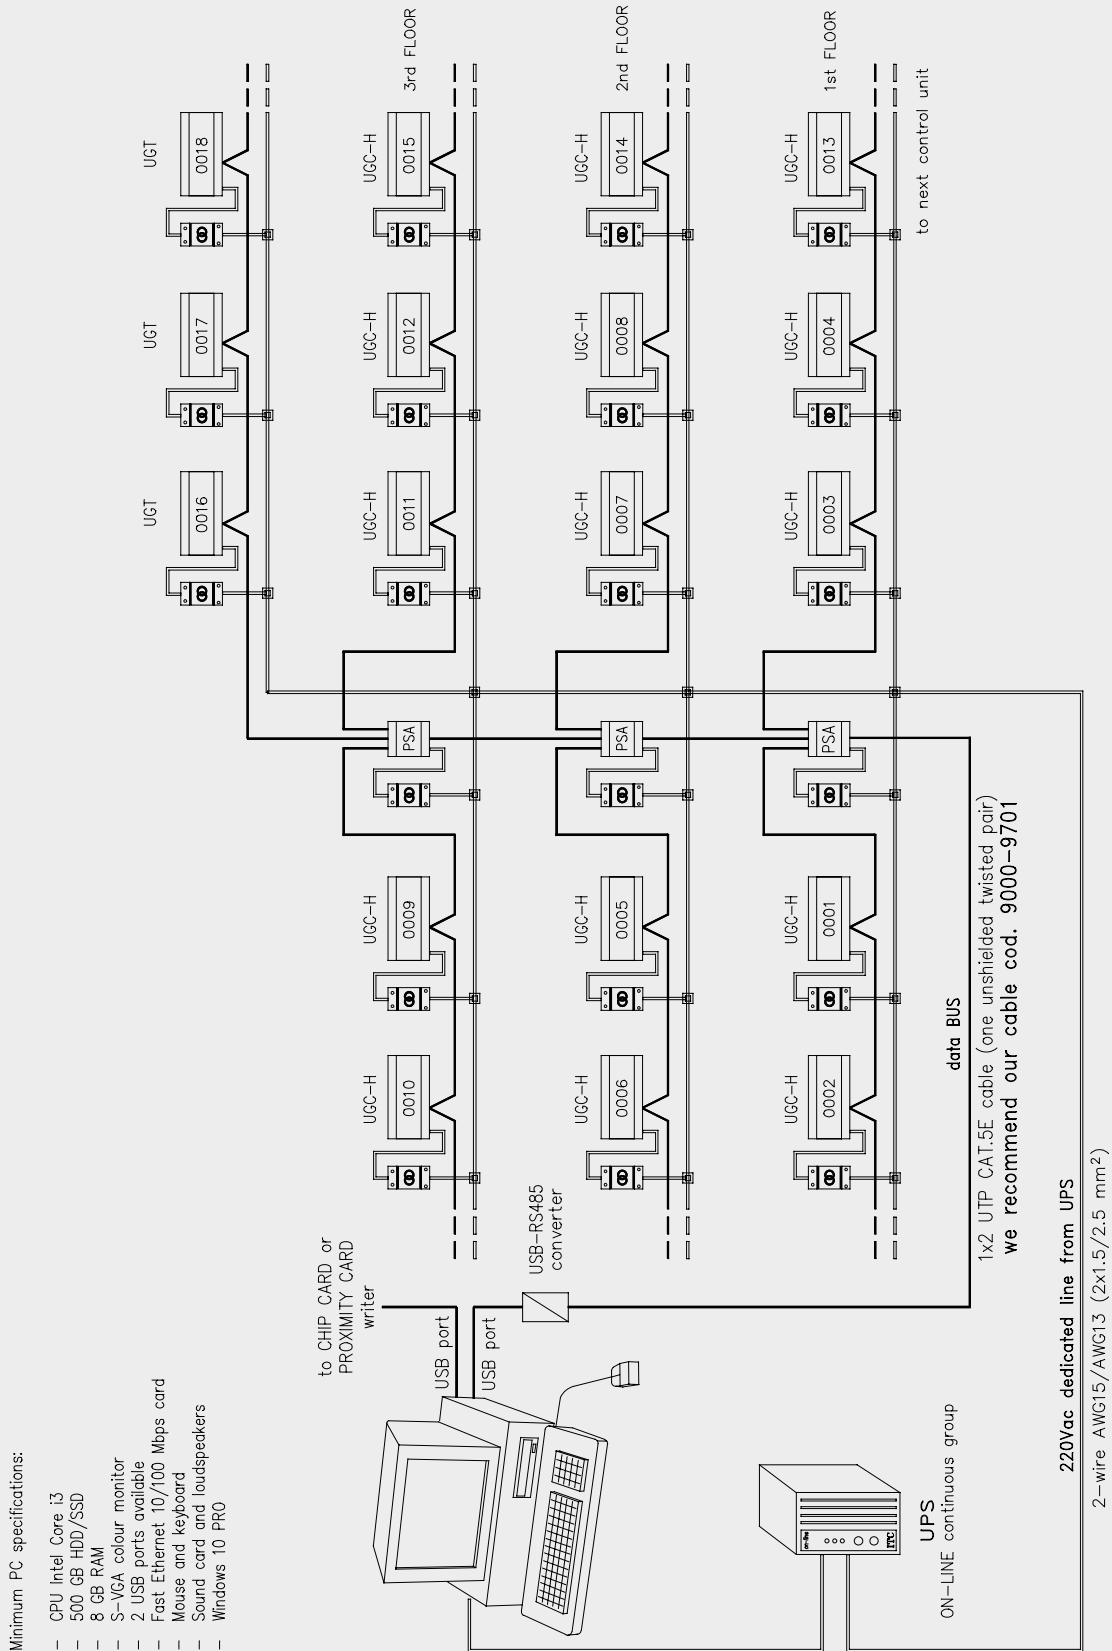 Minimum PC specifications:
- CPU Intel Core i3
- 500 GB HDD/SSD
- 8 GB RAM
- S-VGA colour monitor
- 2 USB ports available
- Fast Ethernet 10/100 Mbps card
- Mouse and keyboard
- Sound card and loudspeakers
- Windows 10 PRO
UGT
UGT
UGT
0016
0017
0018
to CHIP CARD or
PROXIMITY CARD
writer
UGC-H
UGC-H
UGC-H
UGC-H
UGC-H
3rd FLOOR
0010
0009
PSA
0011
0012
0015
USB port
USB port
USB-RS485
converter
UGC-H
UGC-H
UGC-H
UGC-H
UGC-H
2nd FLOOR
0006
0005
PSA
0007
0008
0014
UGC-H
UGC-H
UGC-H
UGC-H
UGC-H
1st FLOOR
0002
0001
PSA
0003
0004
0013
on-line
ITC
to next control unit
UPS
ON-LINE continuous group
data BUS
1x2 UTP CAT.5E cable (one unshielded twisted pair)
we recommend our cable cod. 9000-9701
220Vac dedicated line from UPS
2-wire AWG15/AWG13 (2x1.5/2.5 mm²)